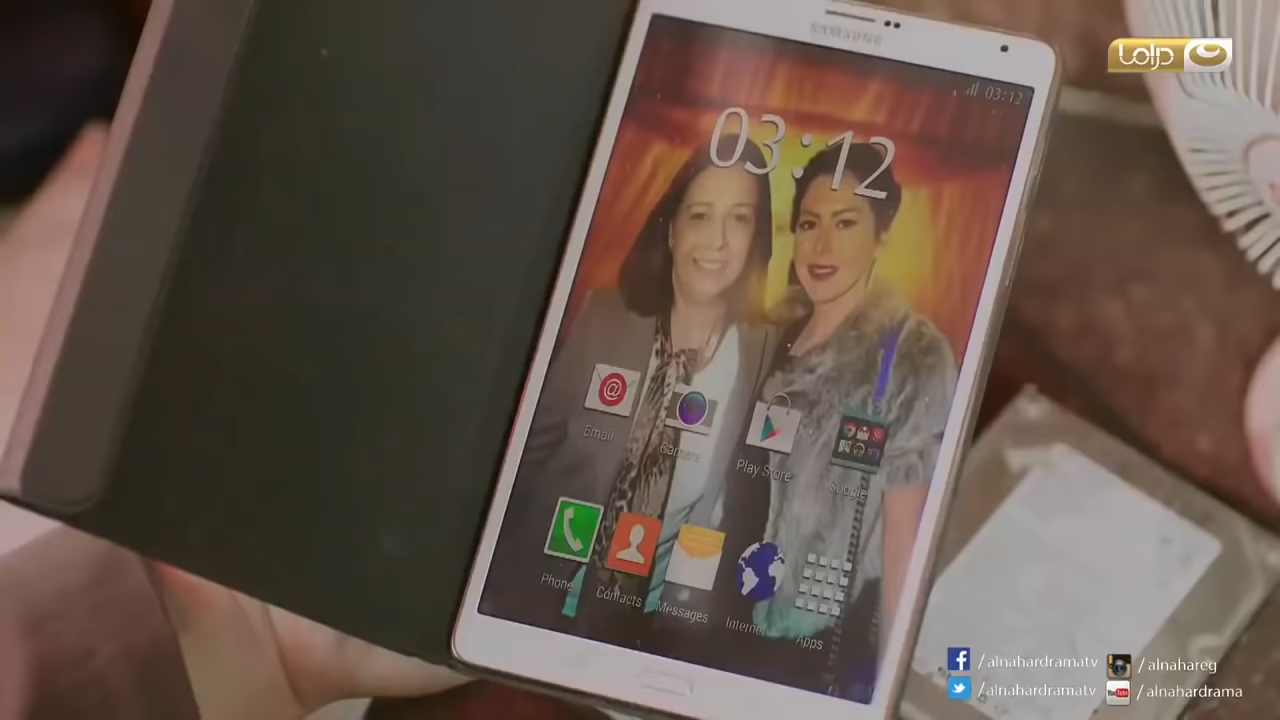 SAMSUNG
دراما
03:12
03:12
Email
Camera
Play Store
Google
Phone
Contacts
Messages
Internet
Apps
/alnahardramatv
/alnahareg
/alnahardramatv
/alnahardrama